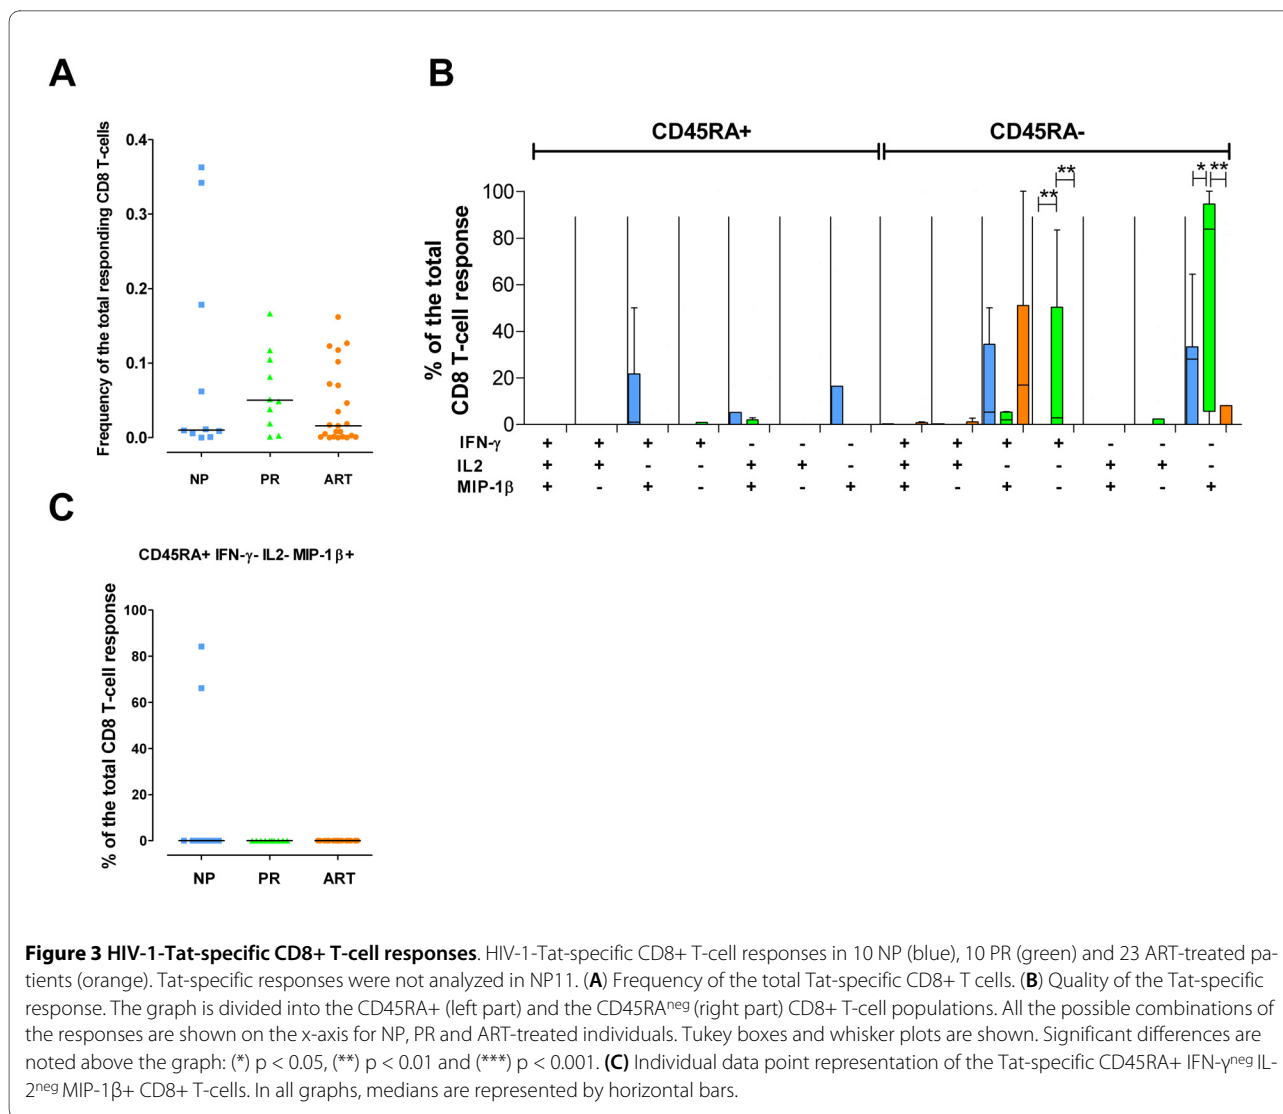 A
B
CD45RA+
CD45RA-
Frequency of the total responding CD8 T-cells
0.4
0.3
0.2
0.1
0.0
NP
PR
ART
% of the total
CD8 T-cell response
100
80
60
40
20
0
**
**
*
**
IFN-γ + + + + - - - + + + + - - -
IL2 + + - - + + - + + - - + + -
MIP-1β + - + - + - + + - + - + - +
C
CD45RA+ IFN-γ- IL2- MIP-1β+
% of the total CD8 T-cell response
100
80
60
40
20
0
NP
PR
ART
Figure 3 HIV-1-Tat-specific CD8+ T-cell responses. HIV-1-Tat-specific CD8+ T-cell responses in 10 NP (blue), 10 PR (green) and 23 ART-treated pa-
tients (orange). Tat-specific responses were not analyzed in NP11. (A) Frequency of the total Tat-specific CD8+ T cells. (B) Quality of the Tat-specific
response. The graph is divided into the CD45RA+ (left part) and the CD45RAneg (right part) CD8+ T-cell populations. All the possible combinations of
the responses are shown on the x-axis for NP, PR and ART-treated individuals. Tukey boxes and whisker plots are shown. Significant differences are
noted above the graph: (*) p < 0.05, (**) p < 0.01 and (***) p < 0.001. (C) Individual data point representation of the Tat-specific CD45RA+ IFN-γneg IL-
2neg MIP-1β+ CD8+ T-cells. In all graphs, medians are represented by horizontal bars.